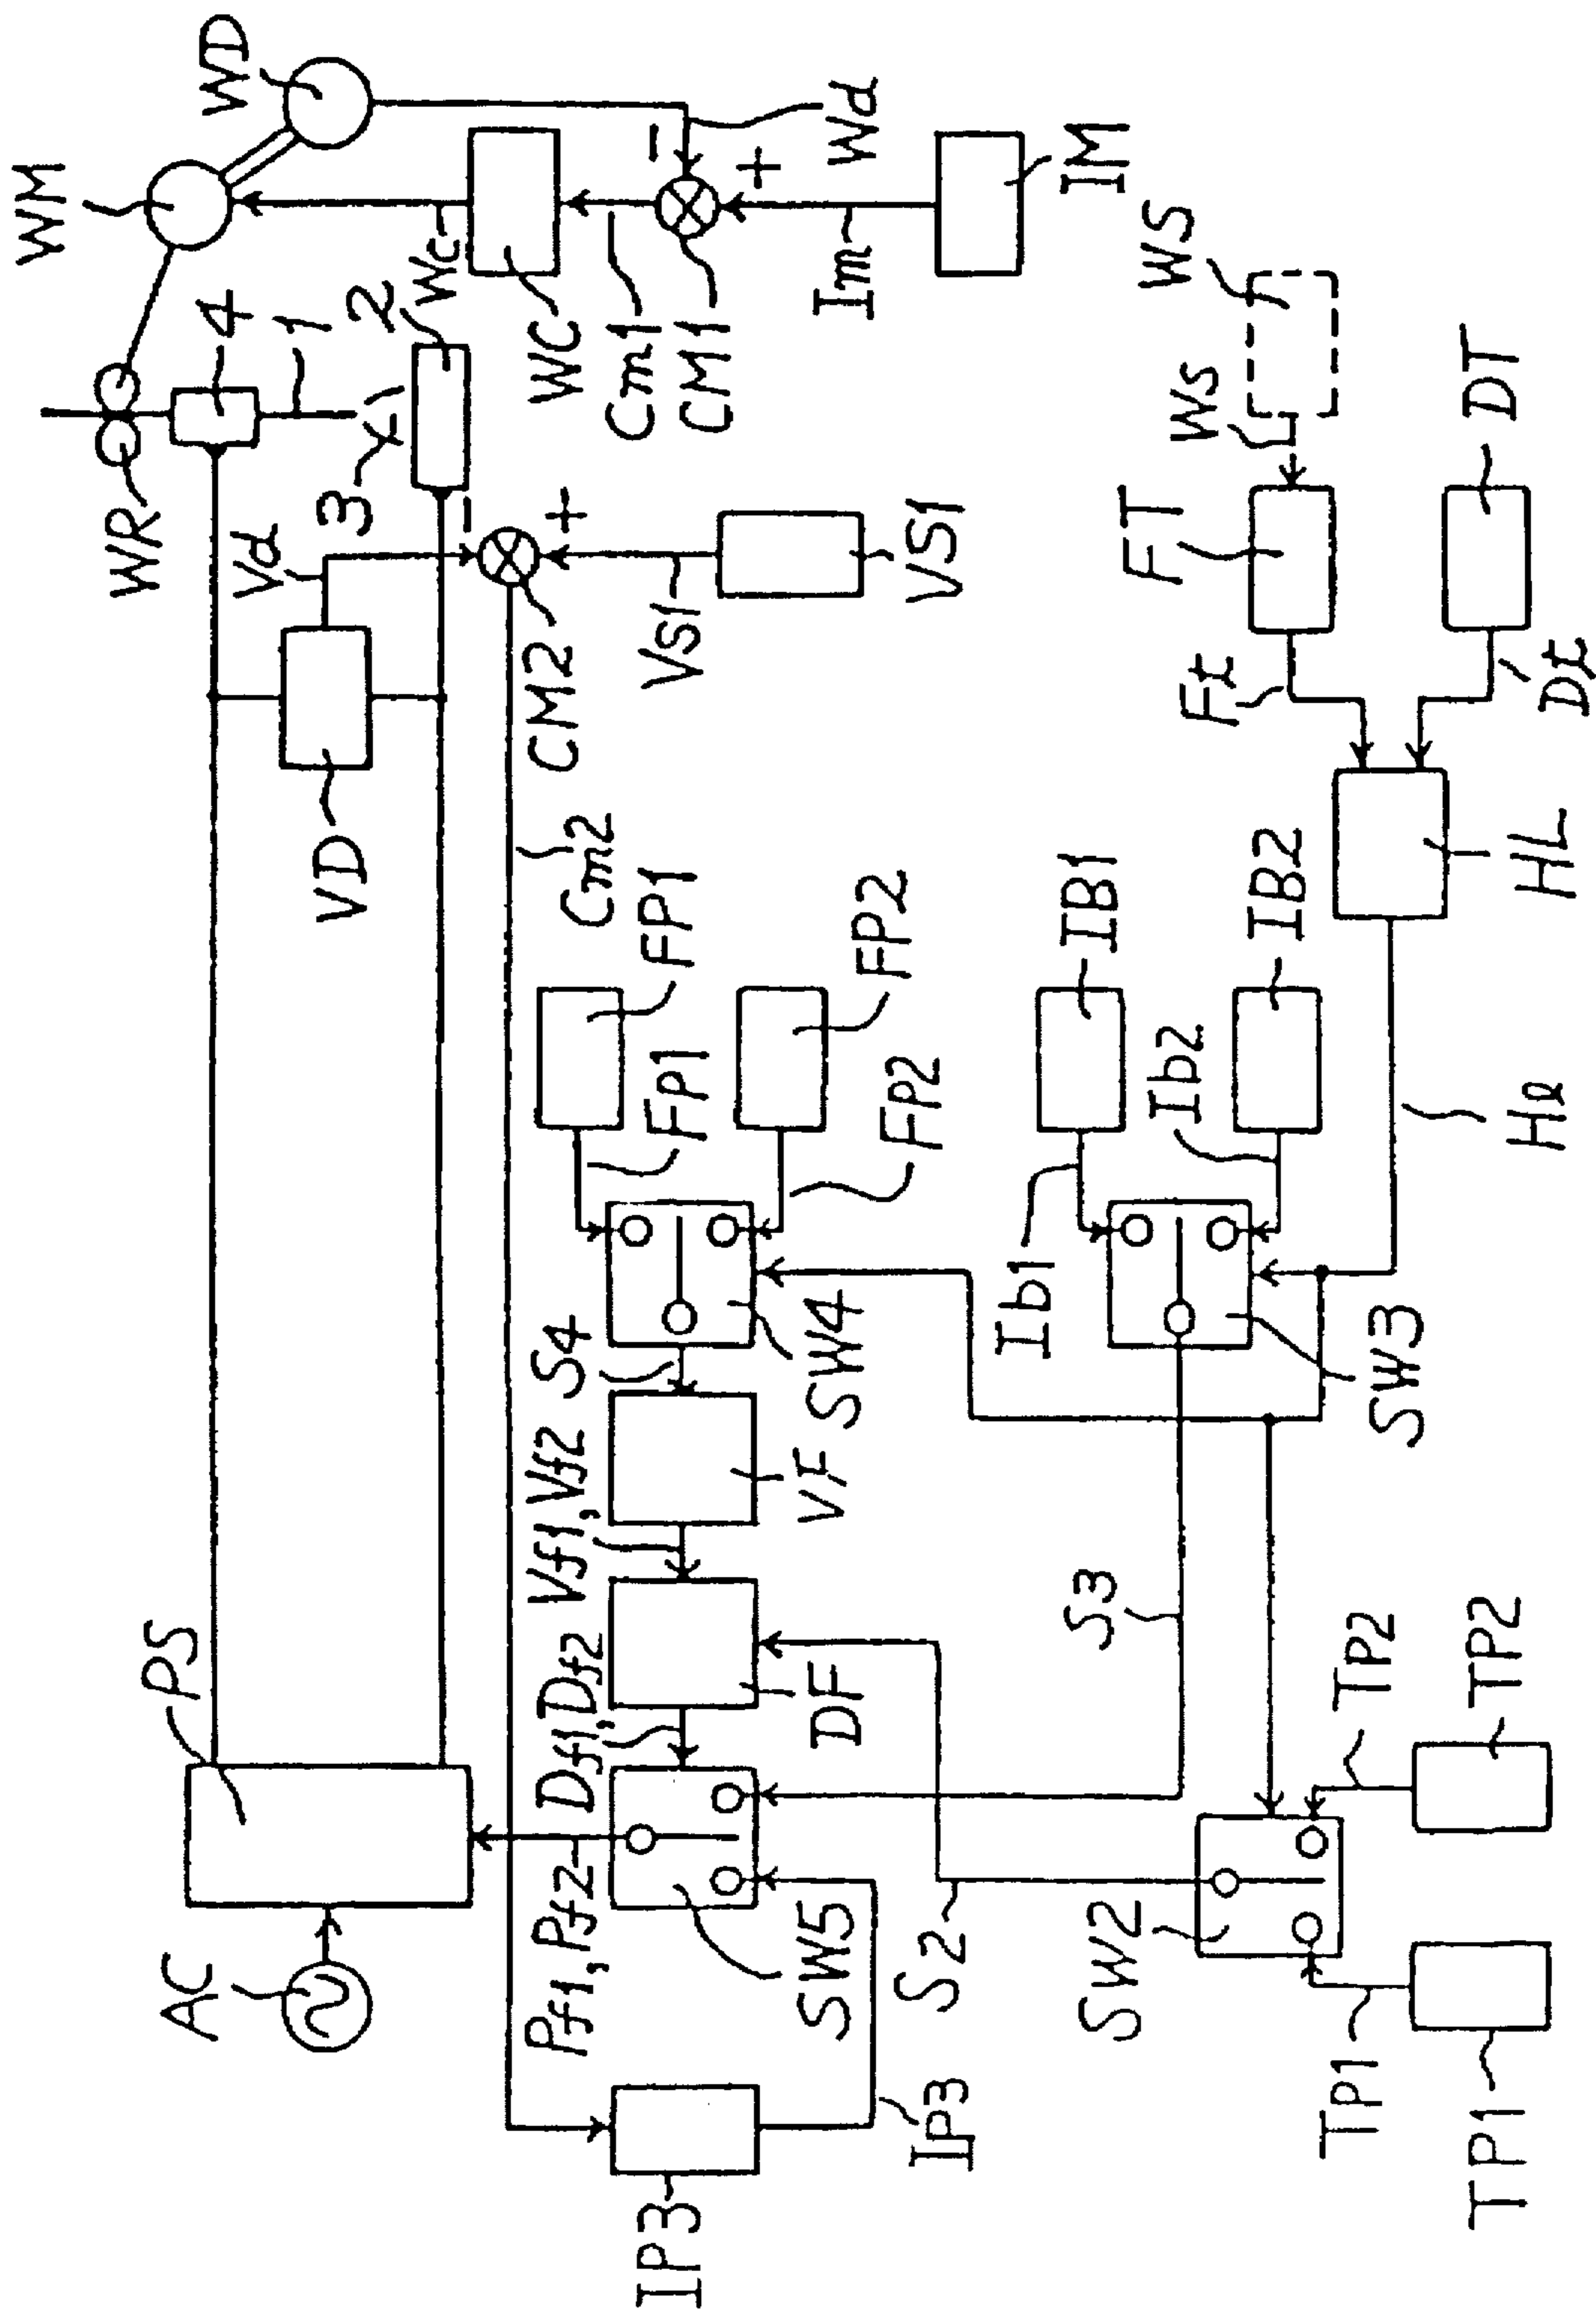 AC
PS
WR
WM
WD
4
1
3
2
Wc
WC
Cm1
CM1
Wd
Im
IM
VD
Vd
CM2
Cm2
Vs1
VS1
−
+
−
+
IP3
IP3
Pf1, Pf2
SW5
Df1, Df2
DF
Vf1, Vf2
VF
S4
SW4
FP1
FP1
FP2
FP2
S2
S3
SW2
TP1
TP1
TP2
TP2
SW3
Ib1
IB1
Ib2
IB2
Hl
HL
Ft
FT
Dt
DT
Ws
WS